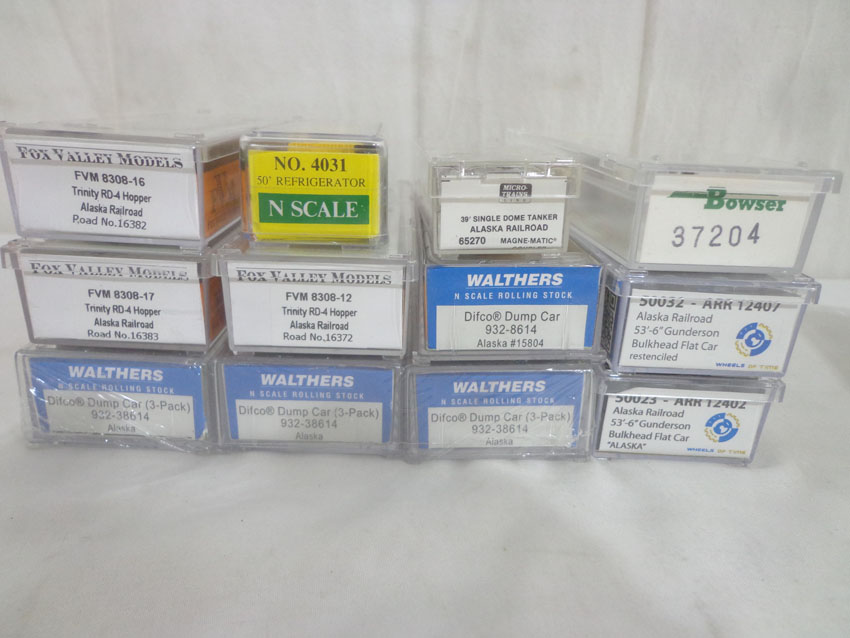 FOX VALLEY MODELS
FVM 8308-16
Trinity RD-4 Hopper
Alaska Railroad
Road No.16382
NO. 4031
50' REFRIGERATOR
N SCALE
MICRO-
TRAINS
LINE
39' SINGLE DOME TANKER
ALASKA RAILROAD
65270 MAGNE-MATIC®
Bowser
37204
FOX VALLEY MODELS
FVM 8308-17
Trinity RD-4 Hopper
Alaska Railroad
Road No.16383
FOX VALLEY MODELS
FVM 8308-12
Trinity RD-4 Hopper
Alaska Railroad
Road No.16372
WALTHERS
N SCALE ROLLING STOCK
Difco® Dump Car
932-8614
Alaska #15804
50032 - ARR 12407
Alaska Railroad
53'-6" Gunderson
Bulkhead Flat Car
restenciled
WHEELS OF TIME
WALTHERS
N SCALE ROLLING STOCK
Difco® Dump Car (3-Pack)
932-38614
Alaska
WALTHERS
N SCALE ROLLING STOCK
Difco® Dump Car (3-Pack)
932-38614
Alaska
WALTHERS
N SCALE ROLLING STOCK
Difco® Dump Car (3-Pack)
932-38614
Alaska
50023 - ARR 12402
Alaska Railroad
53'-6" Gunderson
Bulkhead Flat Car
"ALASKA"
WHEELS OF TIME